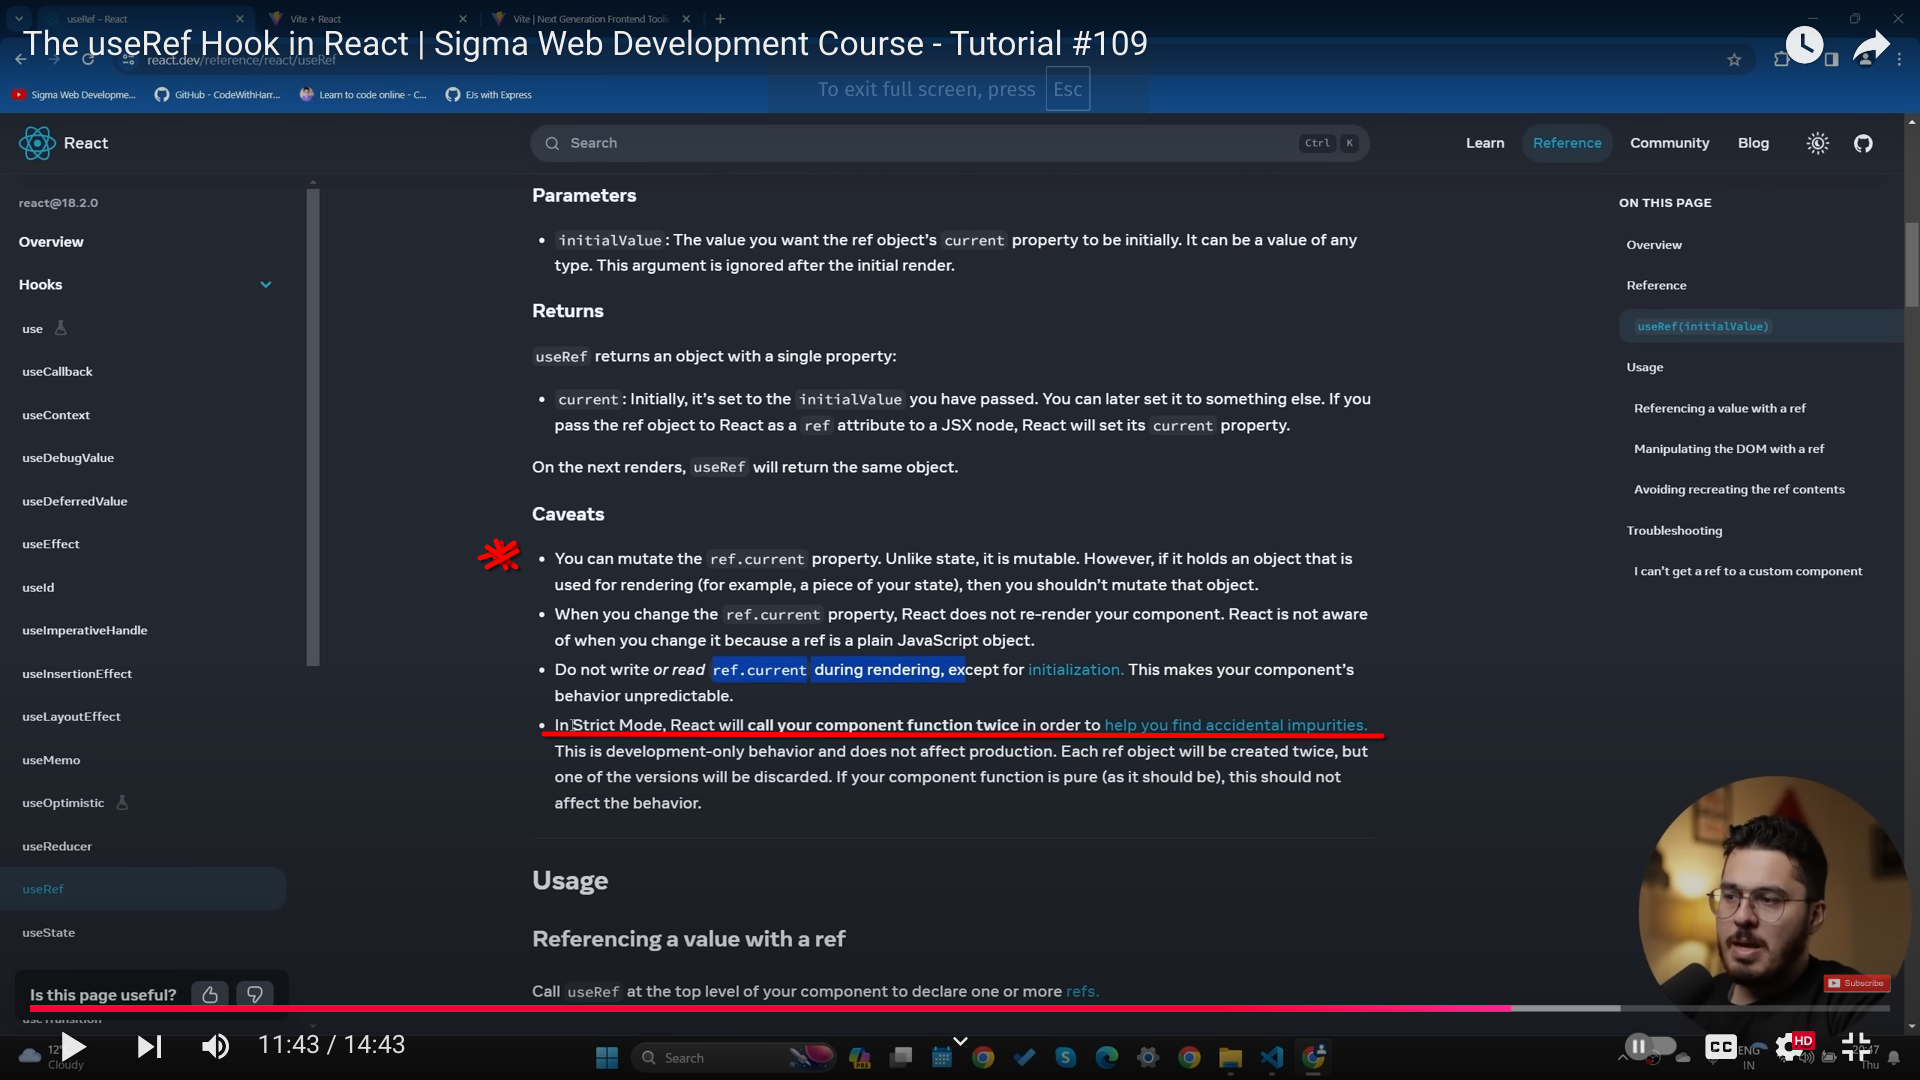 useRef – React
Vite + React
Vite | Next Generation Frontend Tooli
The useRef Hook in React | Sigma Web Development Course - Tutorial #109
react.dev/reference/react/useRef
To exit full screen, press Esc
Sigma Web Developme...
GitHub - CodeWithHarr...
Learn to code online - C...
EJs with Express
React
Search
Ctrl K
Learn
Reference
Community
Blog
react@18.2.0
Overview
Hooks
use
useCallback
useContext
useDebugValue
useDeferredValue
useEffect
useId
useImperativeHandle
useInsertionEffect
useLayoutEffect
useMemo
useOptimistic
useReducer
useRef
useState
useTransition
Is this page useful?
Parameters
initialValue: The value you want the ref object’s current property to be initially. It can be a value of any
type. This argument is ignored after the initial render.
Returns
useRef returns an object with a single property:
current: Initially, it’s set to the initialValue you have passed. You can later set it to something else. If you
pass the ref object to React as a ref attribute to a JSX node, React will set its current property.
On the next renders, useRef will return the same object.
Caveats
You can mutate the ref.current property. Unlike state, it is mutable. However, if it holds an object that is
used for rendering (for example, a piece of your state), then you shouldn’t mutate that object.
When you change the ref.current property, React does not re-render your component. React is not aware
of when you change it because a ref is a plain JavaScript object.
Do not write or read ref.current during rendering, except for initialization. This makes your component’s
behavior unpredictable.
In Strict Mode, React will call your component function twice in order to help you find accidental impurities.
This is development-only behavior and does not affect production. Each ref object will be created twice, but
one of the versions will be discarded. If your component function is pure (as it should be), this should not
affect the behavior.
Usage
Referencing a value with a ref
Call useRef at the top level of your component to declare one or more refs.
ON THIS PAGE
Overview
Reference
useRef(initialValue)
Usage
Referencing a value with a ref
Manipulating the DOM with a ref
Avoiding recreating the ref contents
Troubleshooting
I can’t get a ref to a custom component
Subscribe
11:43 / 14:43
Cloudy
Search
PRE
CC
HD
ENG
IN
Thu